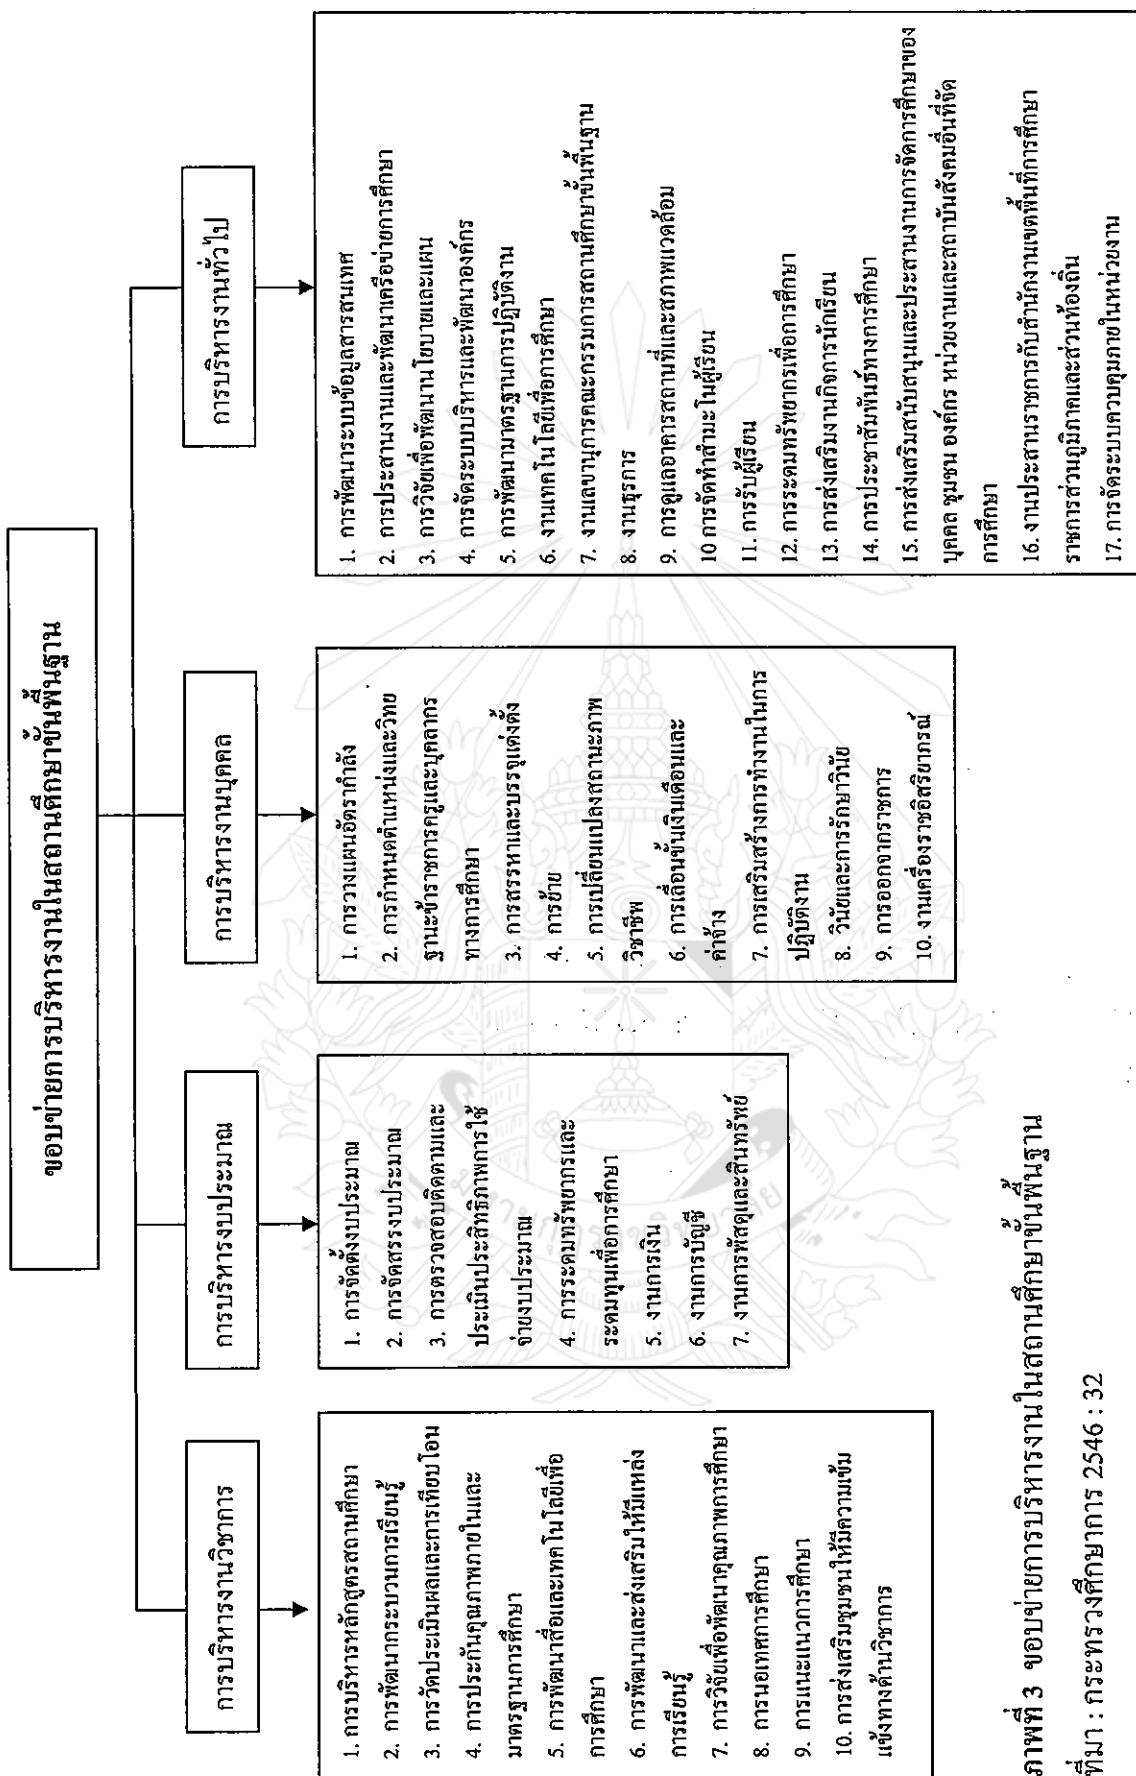 ขอบข่ายการบริหารงานในสถานศึกษาขั้นพื้นฐาน
การบริหารงานวิชาการ
1. การบริหารหลักสูตรสถานศึกษา
2. การพัฒนากระบวนการเรียนรู้
3. การวัดประเมินผลและการเทียบโอน
4. การประกันคุณภาพภายในและ
มาตรฐานการศึกษา
5. การพัฒนาสื่อและเทคโนโลยีเพื่อ
การศึกษา
6. การพัฒนาและส่งเสริมให้มีแหล่ง
การเรียนรู้
7. การวิจัยเพื่อพัฒนาคุณภาพการศึกษา
8. การนอเทศการศึกษา
9. การแนะแนวการศึกษา
10. การส่งเสริมชุมชนให้มีความเข้ม
แข็งทางด้านวิชาการ
การบริหารงบประมาณ
1. การจัดตั้งงบประมาณ
2. การจัดสรรงบประมาณ
3. การตรวจสอบติดตามและ
ประเมินประสิทธิภาพการใช้
จ่ายงบประมาณ
4. การระดมทรัพยากรและ
ระดมทุนเพื่อการศึกษา
5. งานการเงิน
6. งานการบัญชี
7. งานการพัสดุและสินทรัพย์
การบริหารงานบุคคล
1. การวางแผนอัตรากำลัง
2. การกำหนดตำแหน่งและวิทย
ฐานะข้าราชการครูและบุคลากร
ทางการศึกษา
3. การสรรหาและบรรจุแต่งตั้ง
4. การย้าย
5. การเปลี่ยนแปลงสถานะภาพ
วิชาชีพ
6. การเลื่อนขั้นเงินเดือนและ
ค่าจ้าง
7. การเสริมสร้างการทำงานในการ
ปฏิบัติงาน
8. วินัยและการรักษาวินัย
9. การออกจากราชการ
10. งานเครื่องราชอิสริยาภรณ์
การบริหารงานทั่วไป
1. การพัฒนาระบบข้อมูลสารสนเทศ
2. การประสานงานและพัฒนาเครือข่ายการศึกษา
3. การวิจัยเพื่อพัฒนานโยบายและแผน
4. การจัดระบบบริหารและพัฒนาองค์กร
5. การพัฒนามาตรฐานการปฏิบัติงาน
6. งานเทคโนโลยีเพื่อการศึกษา
7. งานเลขานุการคณะกรรมการสถานศึกษาขั้นพื้นฐาน
8. งานธุรการ
9. การดูแลอาคารสถานที่และสภาพแวดล้อม
10 การจัดทำสำมะโนผู้เรียน
11. การรับผู้เรียน
12. การระดมทรัพยากรเพื่อการศึกษา
13. การส่งเสริมงานกิจการนักเรียน
14. การประชาสัมพันธ์ทางการศึกษา
15. การส่งเสริมสนับสนุนและประสานงานการจัดการศึกษาของ
บุคคล ชุมชน องค์กร หน่วยงานและสถาบันสังคมอื่นที่จัด
การศึกษา
16. งานประสานราชการกับสำนักงานเขตพื้นที่การศึกษา
ราชการส่วนภูมิภาคและส่วนท้องถิ่น
17. การจัดระบบควบคุมภายในหน่วยงาน
ภาพที่ 3 ขอบข่ายการบริหารงานในสถานศึกษาขั้นพื้นฐาน
ที่มา : กระทรวงศึกษาการ 2546 : 32